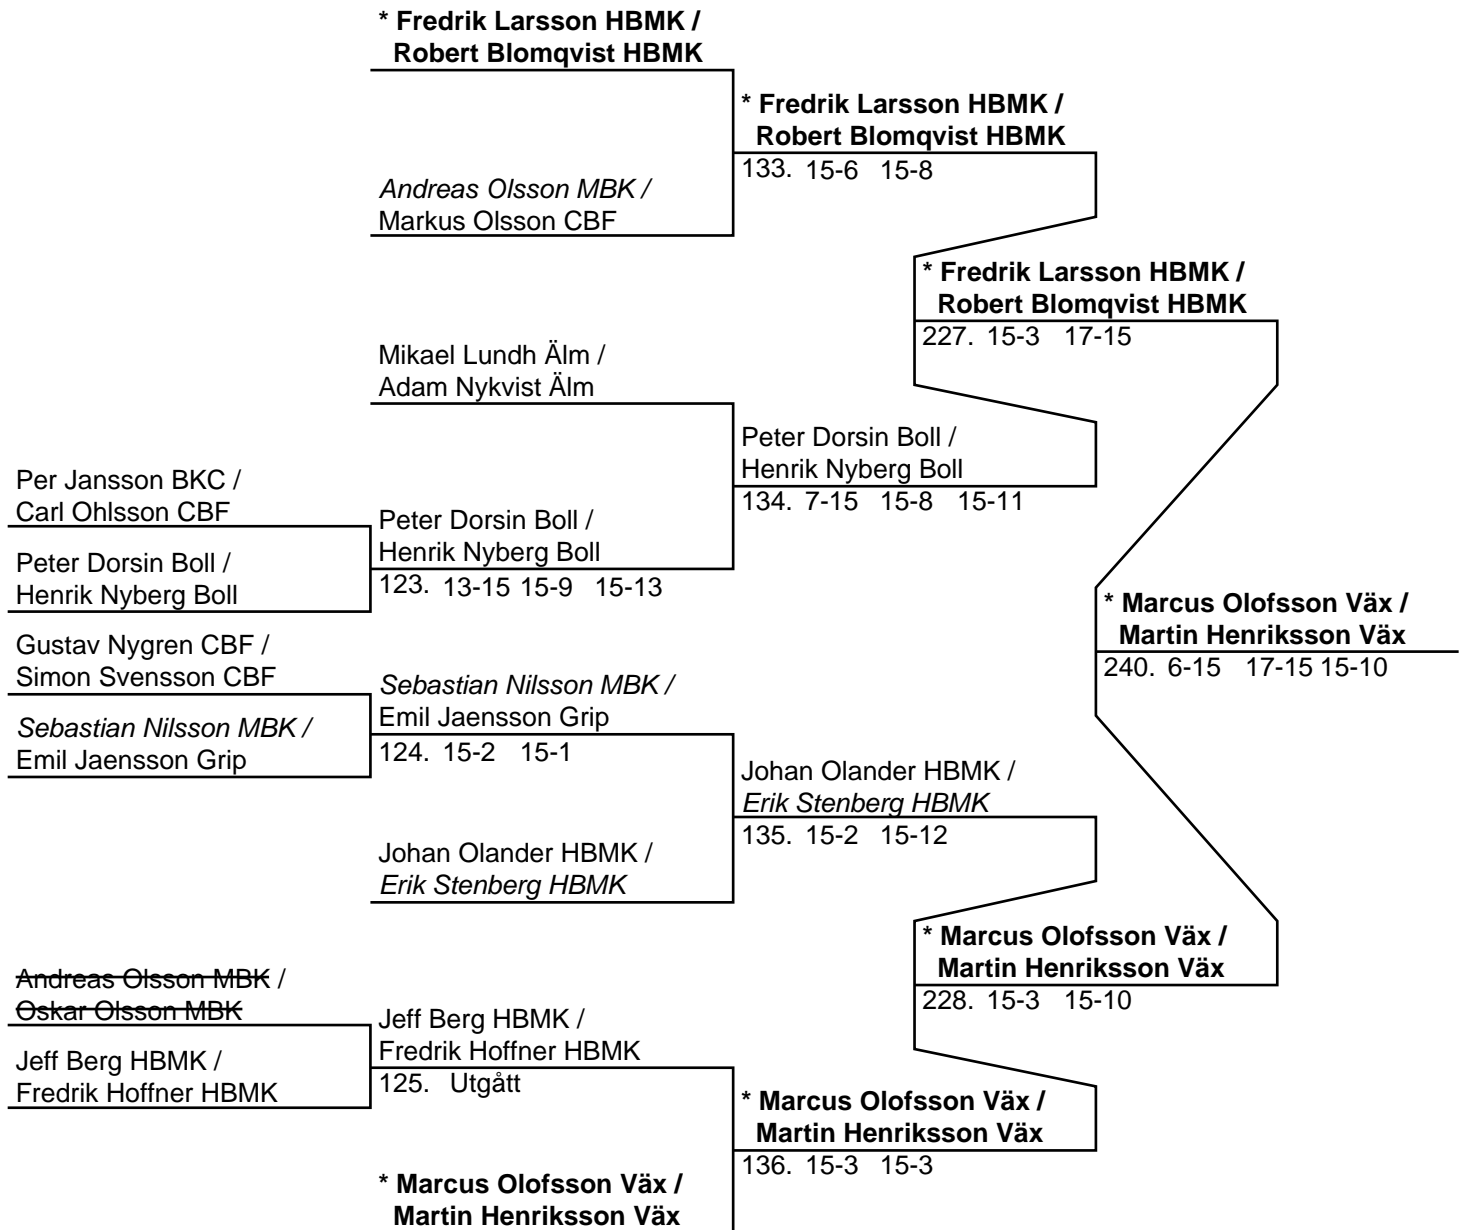 * Fredrik Larsson HBMK /
Robert Blomqvist HBMK
* Fredrik Larsson HBMK /
Robert Blomqvist HBMK
133. 15-6 15-8
Andreas Olsson MBK /
Markus Olsson CBF
* Fredrik Larsson HBMK /
Robert Blomqvist HBMK
227. 15-3 17-15
Mikael Lundh Älm /
Adam Nykvist Älm
Peter Dorsin Boll /
Henrik Nyberg Boll
134. 7-15 15-8 15-11
Per Jansson BKC /
Carl Ohlsson CBF
Peter Dorsin Boll /
Henrik Nyberg Boll
123. 13-15 15-9 15-13
Peter Dorsin Boll /
Henrik Nyberg Boll
* Marcus Olofsson Väx /
Martin Henriksson Väx
240. 6-15 17-15 15-10
Gustav Nygren CBF /
Simon Svensson CBF
Sebastian Nilsson MBK /
Emil Jaensson Grip
124. 15-2 15-1
Sebastian Nilsson MBK /
Emil Jaensson Grip
Johan Olander HBMK /
Erik Stenberg HBMK
135. 15-2 15-12
Johan Olander HBMK /
Erik Stenberg HBMK
* Marcus Olofsson Väx /
Martin Henriksson Väx
228. 15-3 15-10
Andreas Olsson MBK /
Oskar Olsson MBK
Jeff Berg HBMK /
Fredrik Hoffner HBMK
125. Utgått
Jeff Berg HBMK /
Fredrik Hoffner HBMK
* Marcus Olofsson Väx /
Martin Henriksson Väx
136. 15-3 15-3
* Marcus Olofsson Väx /
Martin Henriksson Väx